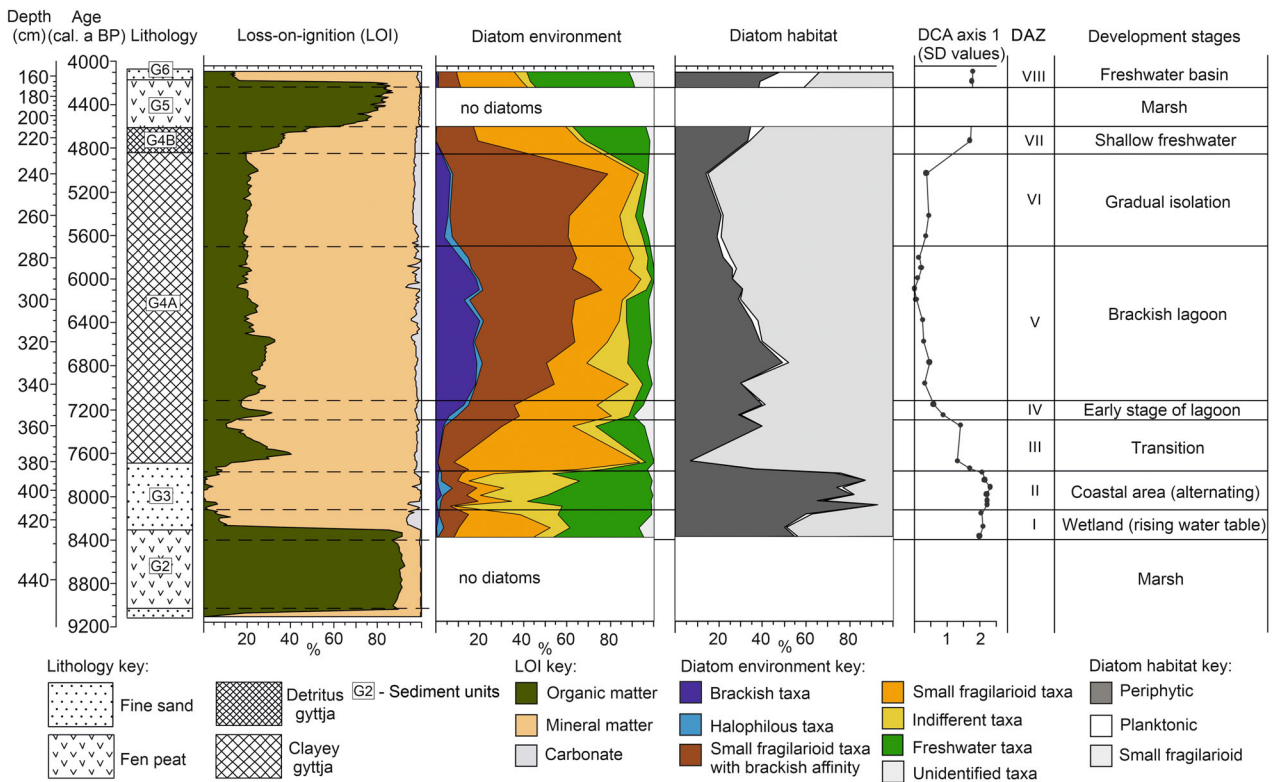 Depth
(cm)
Age
(cal. a BP)
Lithology
Loss-on-ignition (LOI)
Diatom environment
Diatom habitat
DCA axis 1
(SD values)
DAZ
Development stages
160
180
200
220
240
260
280
300
320
340
360
380
400
420
440
4000
4400
4800
5200
5600
6000
6400
6800
7200
7600
8000
8400
8800
9200
G6
G5
G4B
G4A
G3
G2
no diatoms
no diatoms
VIII
Freshwater basin
Marsh
VII
Shallow freshwater
VI
Gradual isolation
V
Brackish lagoon
IV
Early stage of lagoon
III
Transition
II
Coastal area (alternating)
I
Wetland (rising water table)
Marsh
20 40 % 60 80
20 40 % 60 80
20 40 % 60 80
1 2
Lithology key:
Fine sand
Fen peat
Detritus
gyttja
Clayey
gyttja
G2 - Sediment units
LOI key:
Organic matter
Mineral matter
Carbonate
Diatom environment key:
Brackish taxa
Halophilous taxa
Small fragilarioid taxa
with brackish affinity
Small fragilarioid taxa
Indifferent taxa
Freshwater taxa
Unidentified taxa
Diatom habitat key:
Periphytic
Planktonic
Small fragilarioid